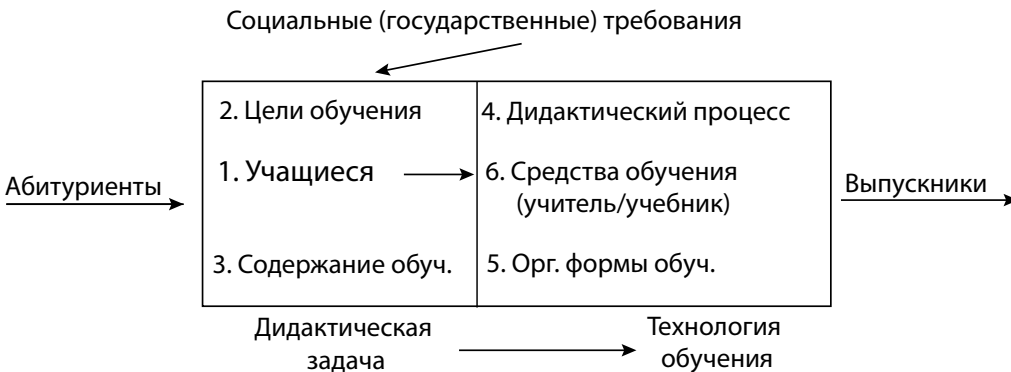 Социальные (государственные) требования
2. Цели обучения
4. Дидактический процесс
Абитуриенты
1. Учащиеся
6. Средства обучения
(учитель/учебник)
Выпускники
3. Содержание обуч.
5. Орг. формы обуч.
Дидактическая
задача
Технология
обучения